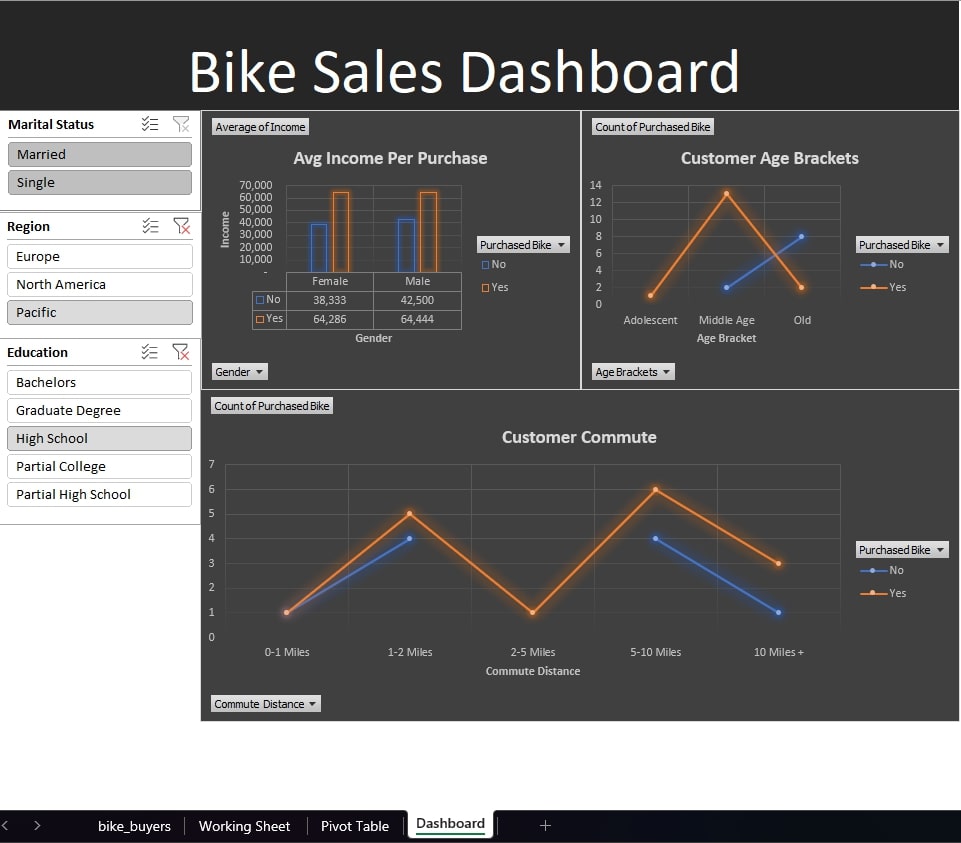 Bike Sales Dashboard
Marital Status
Married
Single
Region
Europe
North America
Pacific
Education
Bachelors
Graduate Degree
High School
Partial College
Partial High School
Average of Income
Avg Income Per Purchase
70,000
60,000
50,000
40,000
30,000
20,000
10,000
-
Income
Female Male
No 38,333 42,500
Yes 64,286 64,444
Gender
Purchased Bike
No
Yes
Gender
Count of Purchased Bike
Customer Age Brackets
14
12
10
8
6
4
2
0
Adolescent Middle Age Old
Age Bracket
Purchased Bike
No
Yes
Age Brackets
Count of Purchased Bike
Customer Commute
7
6
5
4
3
2
1
0
0-1 Miles 1-2 Miles 2-5 Miles 5-10 Miles 10 Miles +
Commute Distance
Purchased Bike
No
Yes
Commute Distance
bike_buyers Working Sheet Pivot Table Dashboard